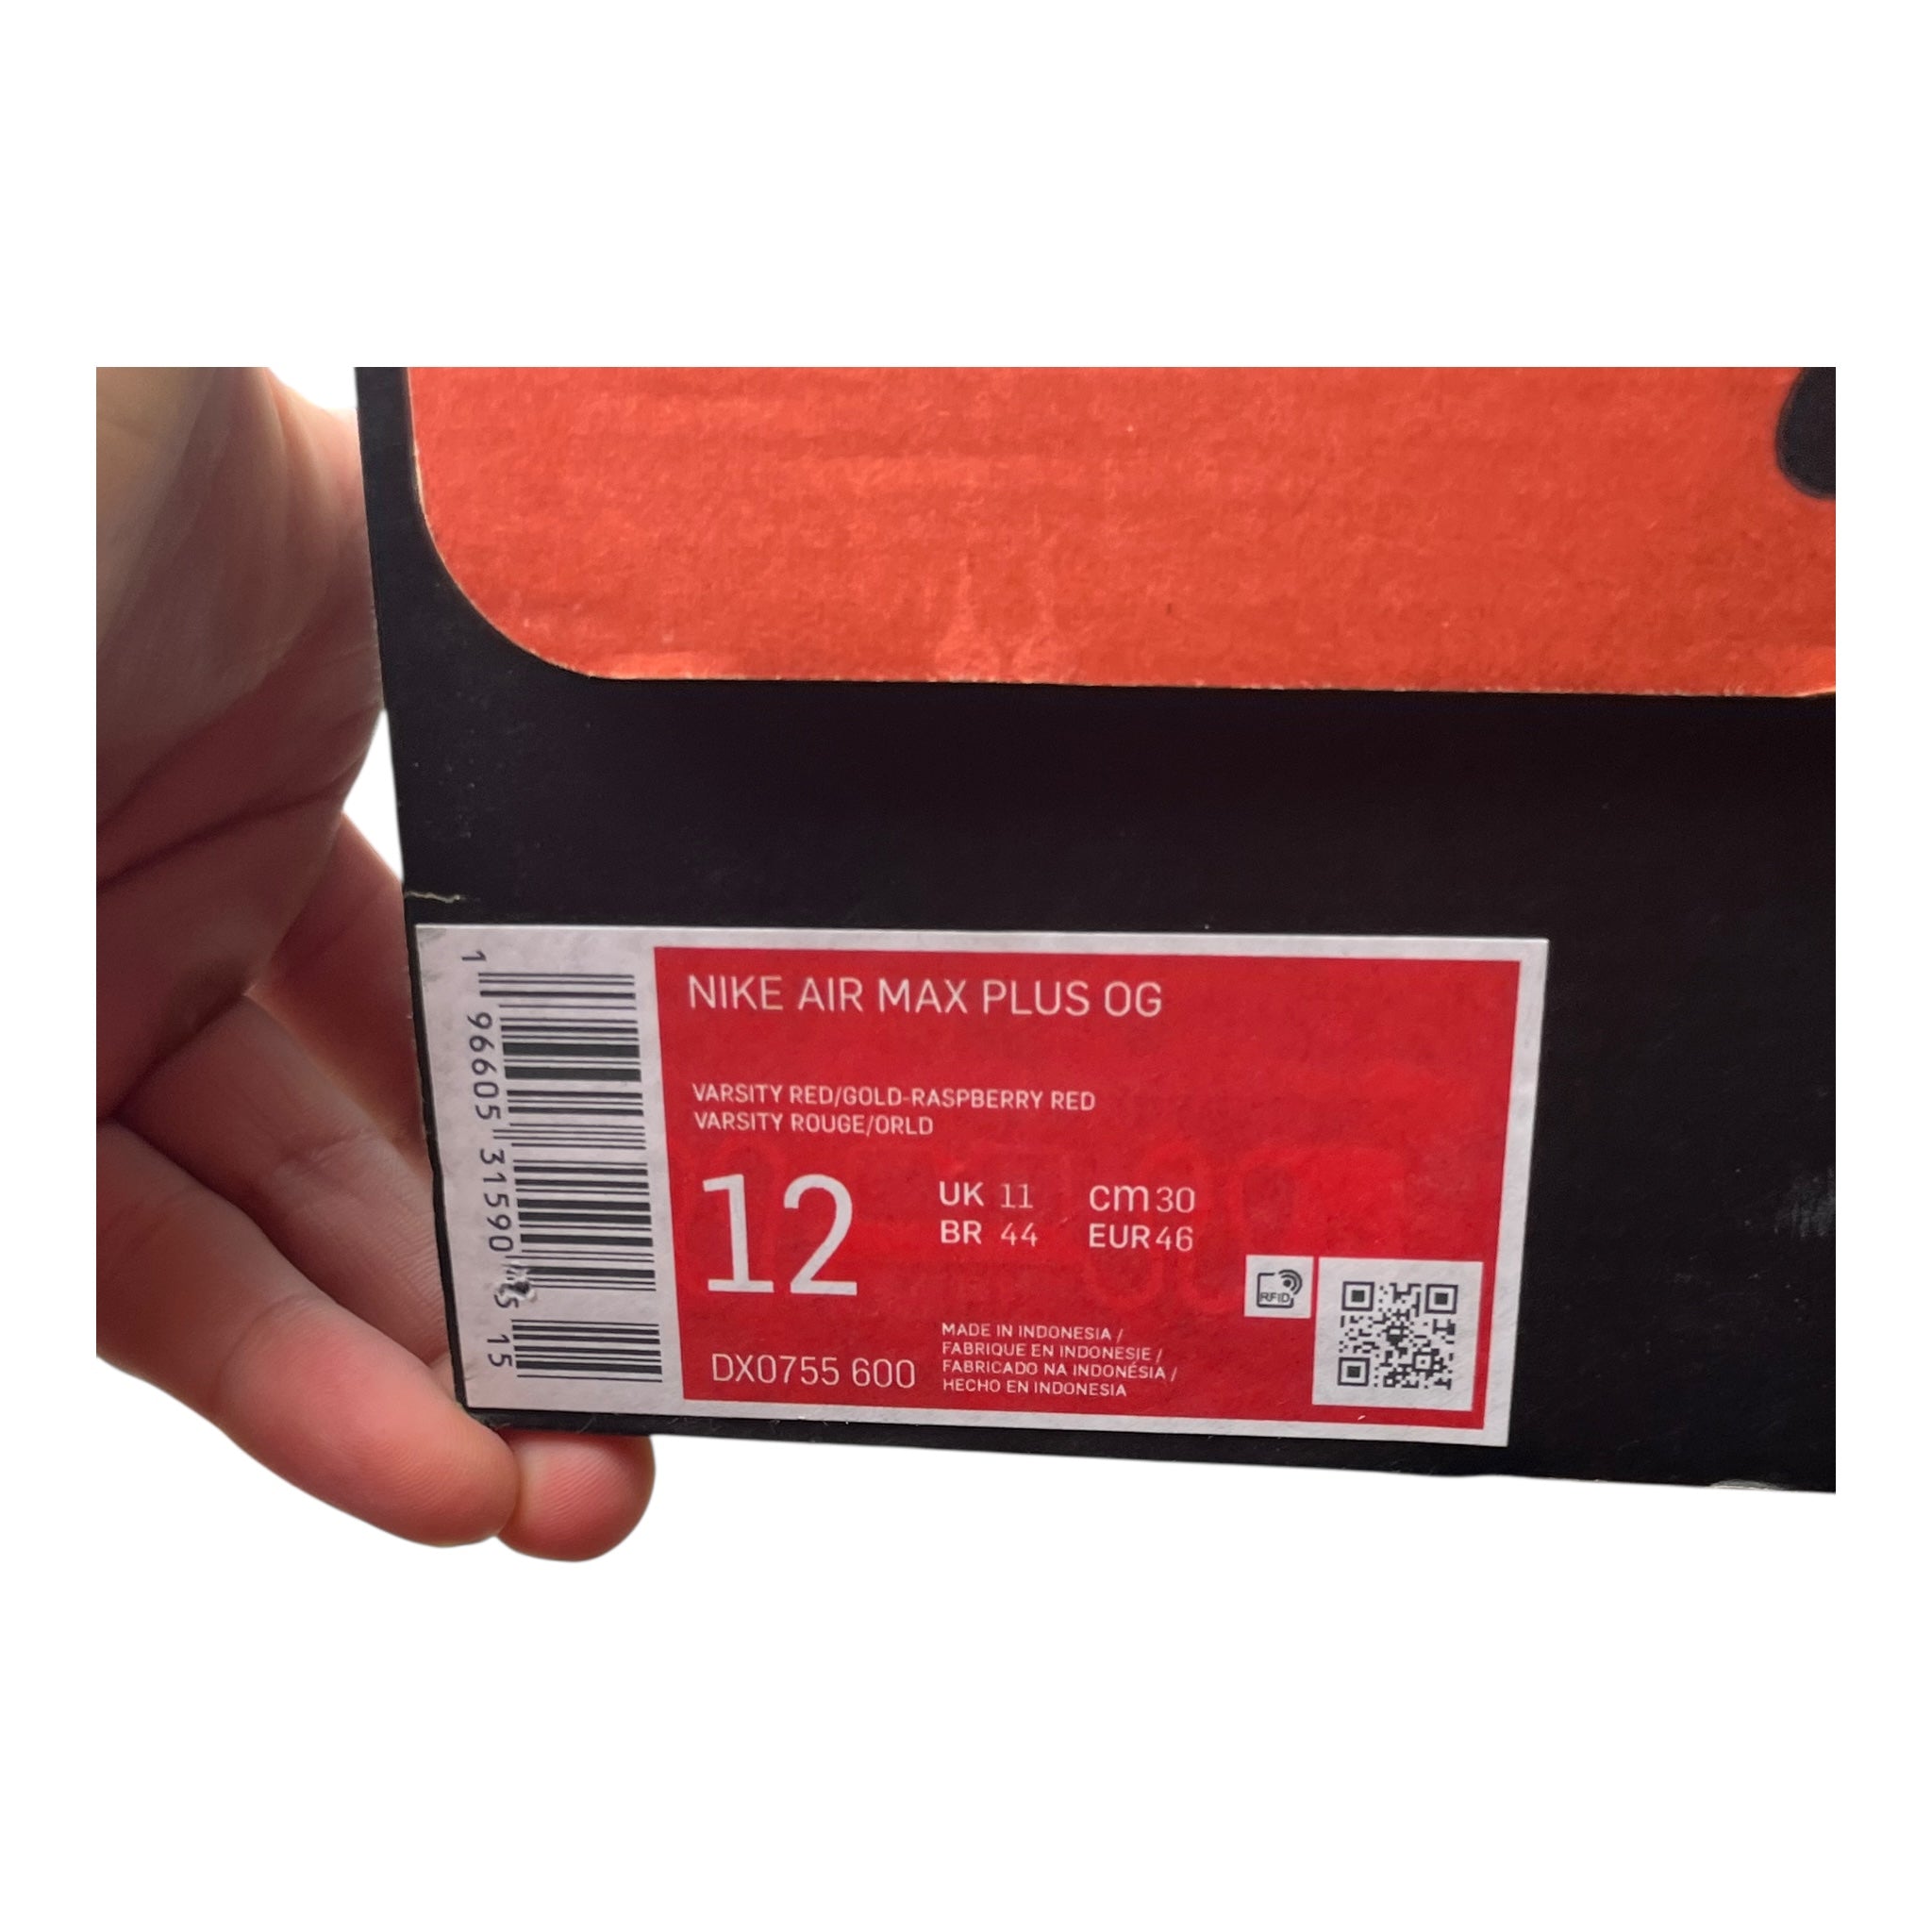 NIKE AIR MAX PLUS OG
VARSITY RED/GOLD-RASPBERRY RED
VARSITY ROUGE/ORLD
12
UK 11
cm 30
BR 44
EUR 46
DX0755 600
MADE IN INDONESIA /
FABRIQUE EN INDONESIE /
FABRICADO NA INDONÉSIA /
HECHO EN INDONESIA
RFID
1 96605 31590 5 15